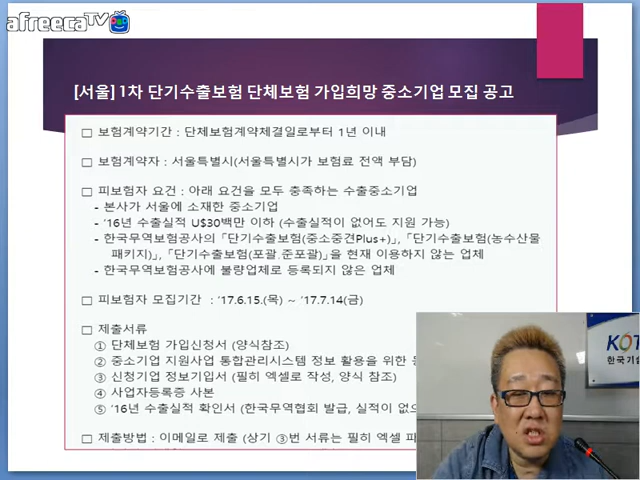 afreecaTV
[서울] 1차 단기수출보험 단체보험 가입희망 중소기업 모집 공고
□ 보험계약기간 : 단체보험계약체결일로부터 1년 이내
□ 보험계약자 : 서울특별시(서울특별시가 보험료 전액 부담)
□ 피보험자 요건 : 아래 요건을 모두 충족하는 수출중소기업
- 본사가 서울에 소재한 중소기업
- ‘16년 수출실적 U$30백만 이하 (수출실적이 없어도 지원 가능)
- 한국무역보험공사의 「단기수출보험(중소중견Plus+)」, 「단기수출보험(농수산물
패키지)」, 「단기수출보험(포괄.준포괄)」을 현재 이용하지 않는 업체
- 한국무역보험공사에 불량업체로 등록되지 않은 업체
□ 피보험자 모집기간 : ‘17.6.15.(목) ~ ‘17.7.14(금)
□ 제출서류
① 단체보험 가입신청서 (양식참조)
② 중소기업 지원사업 통합관리시스템 정보 활용을 위한
③ 신청기업 정보기입서 (필히 엑셀로 작성, 양식 참조)
④ 사업자등록증 사본
⑤ ‘16년 수출실적 확인서 (한국무역협회 발급, 실적이 없으
□ 제출방법 : 이메일로 제출 (상기 ③번 서류는 필히 엑셀 파
KOT
한국기술